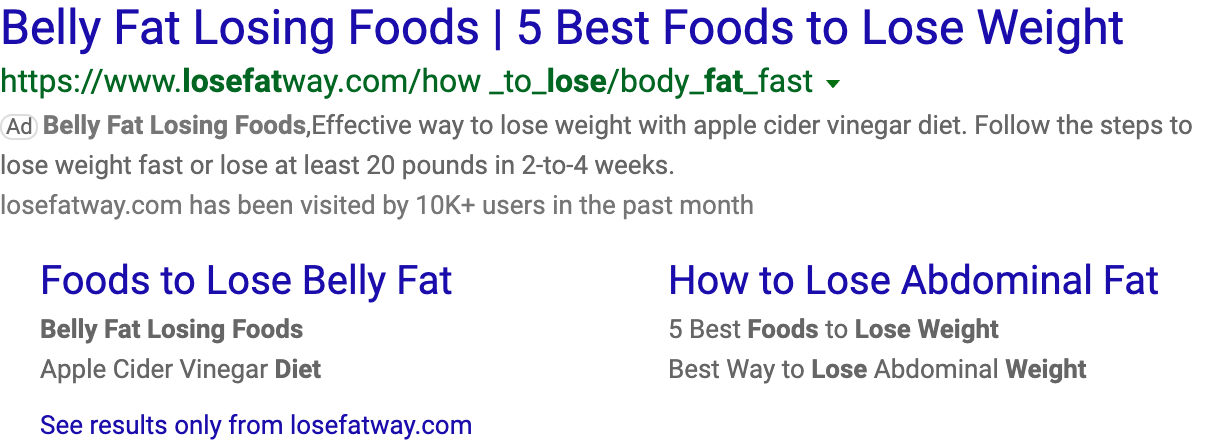 Belly Fat Losing Foods | 5 Best Foods to Lose Weight
https://www.losefatway.com/how _to_lose/body_fat_fast
Ad Belly Fat Losing Foods,Effective way to lose weight with apple cider vinegar diet. Follow the steps to
lose weight fast or lose at least 20 pounds in 2-to-4 weeks.
losefatway.com has been visited by 10K+ users in the past month
Foods to Lose Belly Fat
Belly Fat Losing Foods
Apple Cider Vinegar Diet
How to Lose Abdominal Fat
5 Best Foods to Lose Weight
Best Way to Lose Abdominal Weight
See results only from losefatway.com